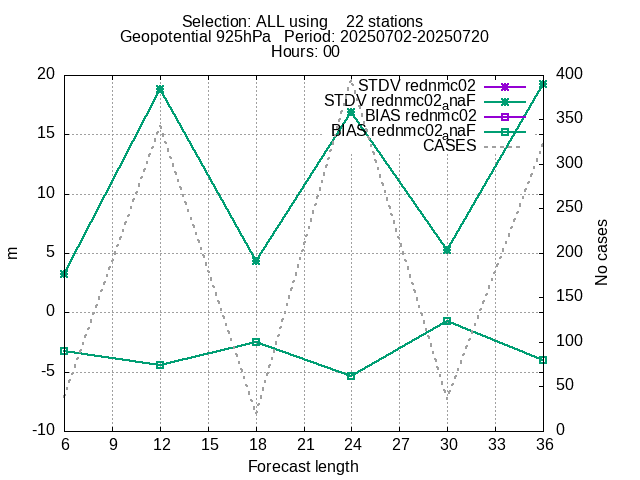 Selection: ALL using 22 stations
Geopotential 925hPa Period: 20250702-20250720
Hours: 00
STDV rednmc02
STDV rednmc02anaF
BIAS rednmc02
BIAS rednmc02anaF
CASES
20
15
10
5
0
-5
-10
m
400
350
300
250
200
150
100
50
0
No cases
6 9 12 15 18 21 24 27 30 33 36
Forecast length